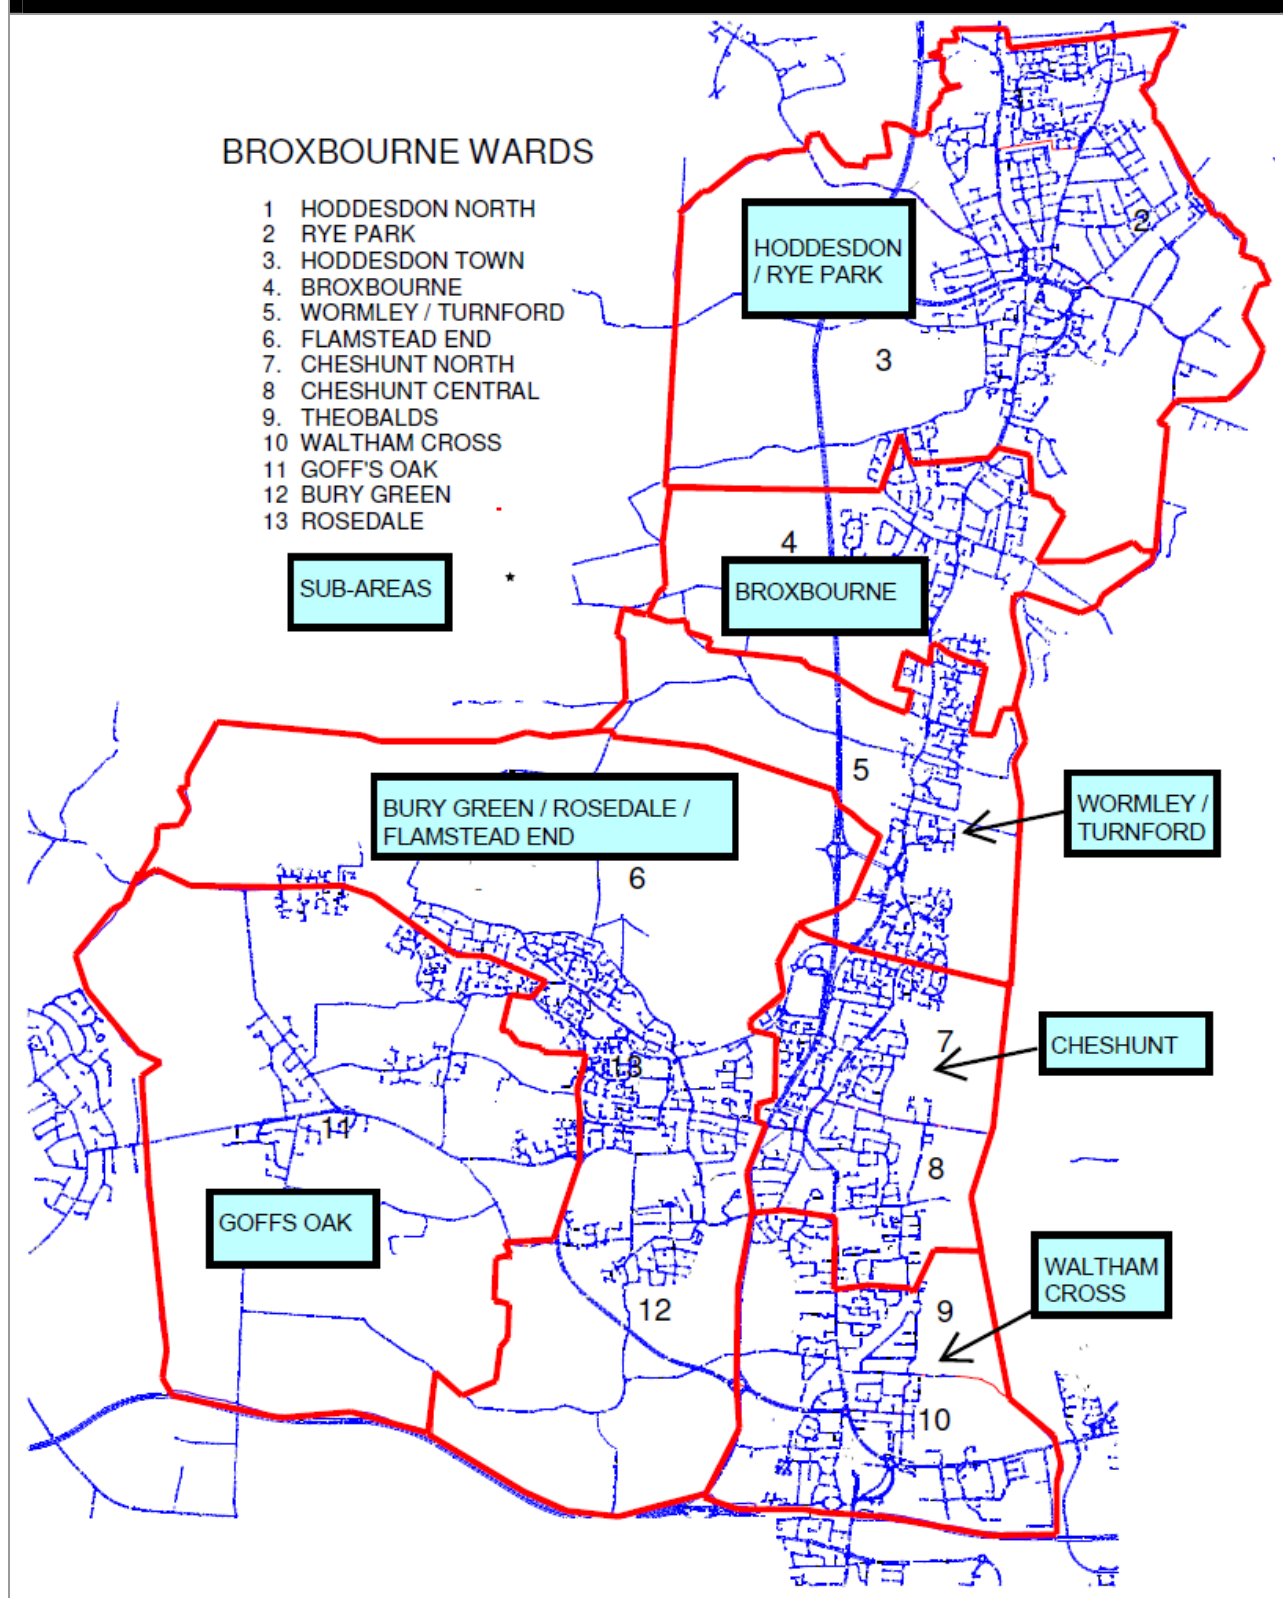 BROXBOURNE WARDS
1 HODDESDON NORTH
2 RYE PARK
3. HODDESDON TOWN
4. BROXBOURNE
5. WORMLEY / TURNFORD
6. FLAMSTEAD END
7. CHESHUNT NORTH
8 CHESHUNT CENTRAL
9. THEOBALDS
10 WALTHAM CROSS
11 GOFF'S OAK
12 BURY GREEN
13 ROSEDALE
SUB-AREAS
1
2
HODDESDON
/ RYE PARK
3
4
BROXBOURNE
5
WORMLEY /
TURNFORD
BURY GREEN / ROSEDALE /
FLAMSTEAD END
6
7
CHESHUNT
13
11
8
GOFFS OAK
WALTHAM
CROSS
12
9
10